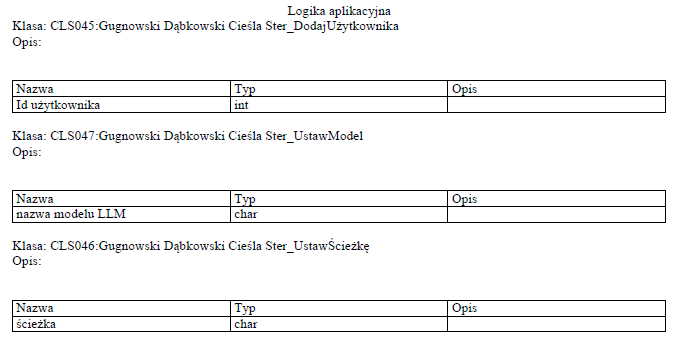 Logika aplikacyjna
Klasa: CLS045:Gugnowski Dąbkowski Cieśla Ster_DodajUżytkownika
Opis:
Nazwa Typ Opis
Id użytkownika int
Klasa: CLS047:Gugnowski Dąbkowski Cieśla Ster_UstawModel
Opis:
Nazwa Typ Opis
nazwa modelu LLM char
Klasa: CLS046:Gugnowski Dąbkowski Cieśla Ster_UstawŚcieżkę
Opis:
Nazwa Typ Opis
ścieżka char